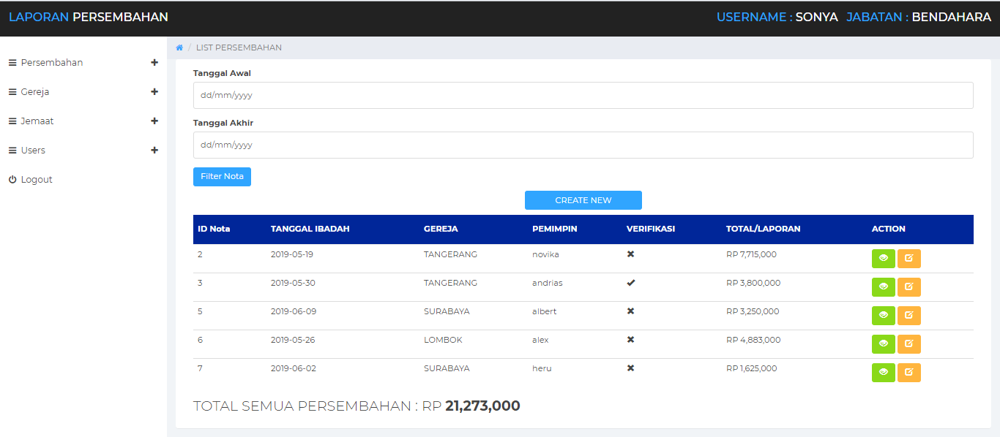 LAPORAN PERSEMBAHAN USERNAME : SONYA JABATAN : BENDAHARA
/ LIST PERSEMBAHAN
Persembahan
Gereja
Jemaat
Users
Logout
Tanggal Awal
dd/mm/yyyy
Tanggal Akhir
dd/mm/yyyy
Filter Nota
CREATE NEW
ID Nota TANGGAL IBADAH GEREJA PEMIMPIN VERIFIKASI TOTAL/LAPORAN ACTION
2 2019-05-19 TANGERANG novika RP 7,715,000
3 2019-05-30 TANGERANG andrias RP 3,800,000
5 2019-06-09 SURABAYA albert RP 3,250,000
6 2019-05-26 LOMBOK alex RP 4,883,000
7 2019-06-02 SURABAYA heru RP 1,625,000
TOTAL SEMUA PERSEMBAHAN : RP 21,273,000